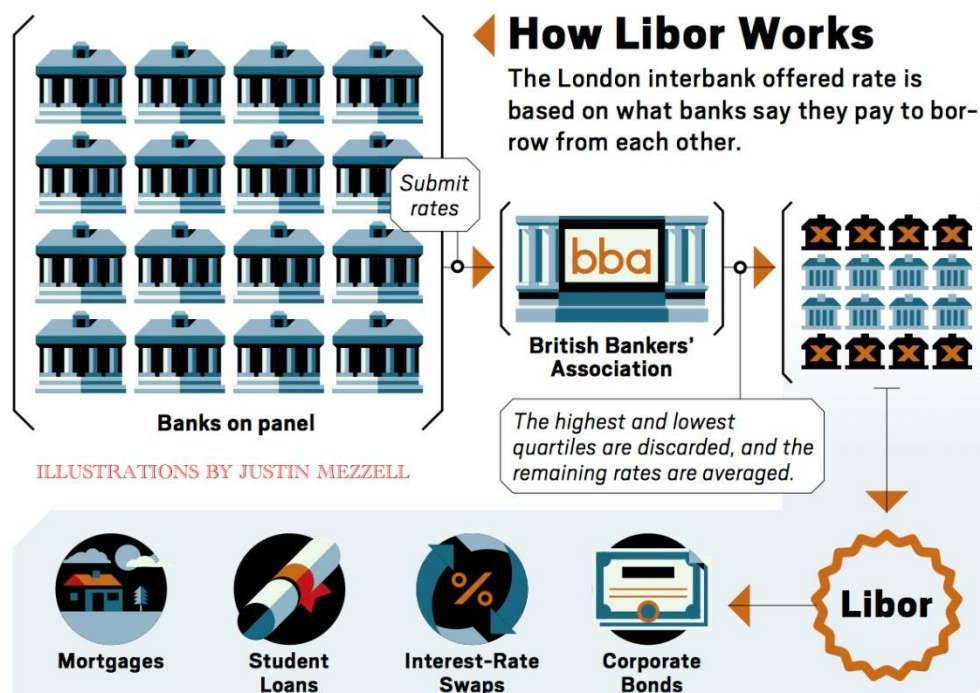 How Libor Works
The London interbank offered rate is
based on what banks say they pay to bor-
row from each other.
Submit
rates
bba
British Bankers'
Association
Banks on panel
The highest and lowest
quartiles are discarded, and the
remaining rates are averaged.
ILLUSTRATIONS BY JUSTIN MEZZELL
Libor
%
Mortgages
Student
Loans
Interest-Rate
Swaps
Corporate
Bonds